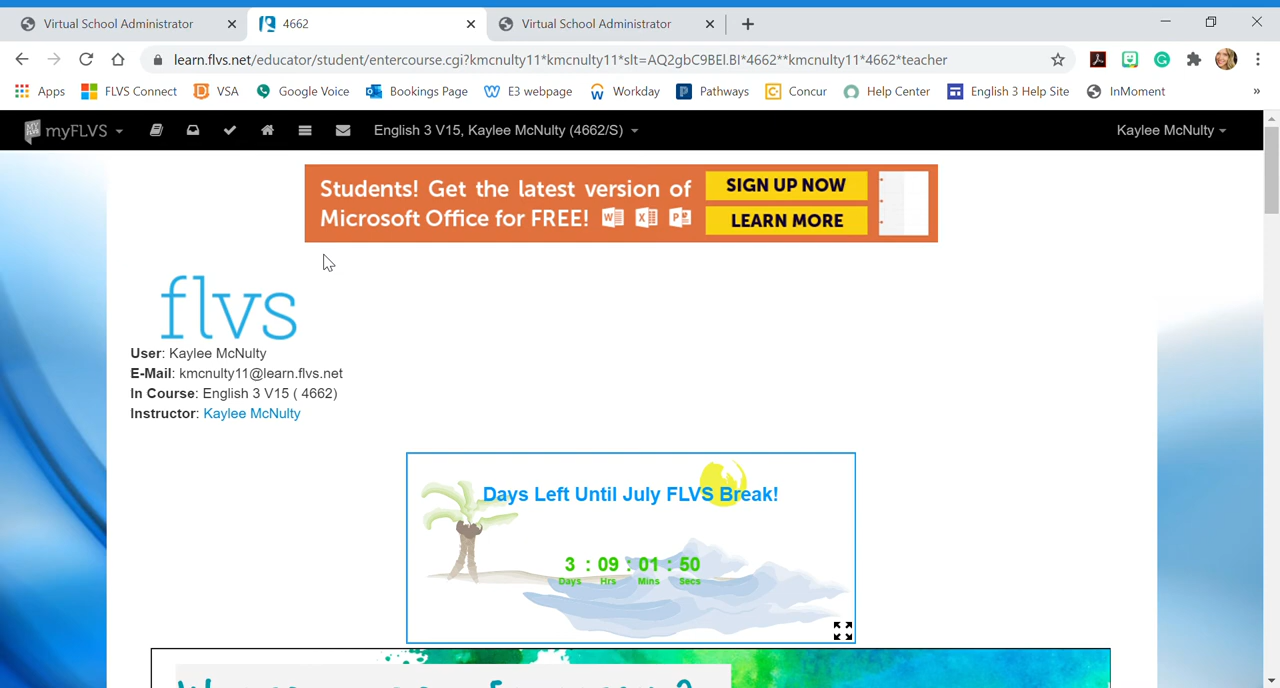 Virtual School Administrator
4662
Virtual School Administrator
learn.flvs.net/educator/student/entercourse.cgi?kmcnulty11*kmcnulty11*slt=AQ2gbC9BEl.BI*4662**kmcnulty11*4662*teacher
Apps
FLVS Connect
VSA
Google Voice
Bookings Page
E3 webpage
Workday
Pathways
Concur
Help Center
English 3 Help Site
InMoment
»
myFLVS
English 3 V15, Kaylee McNulty (4662/S)
Kaylee McNulty
Students! Get the latest version of
Microsoft Office for FREE!
SIGN UP NOW
LEARN MORE
flvs
User: Kaylee McNulty
E-Mail: kmcnulty11@learn.flvs.net
In Course: English 3 V15 ( 4662)
Instructor: Kaylee McNulty
Days Left Until July FLVS Break!
3 : 09 : 01 : 50
Days Hrs Mins Secs